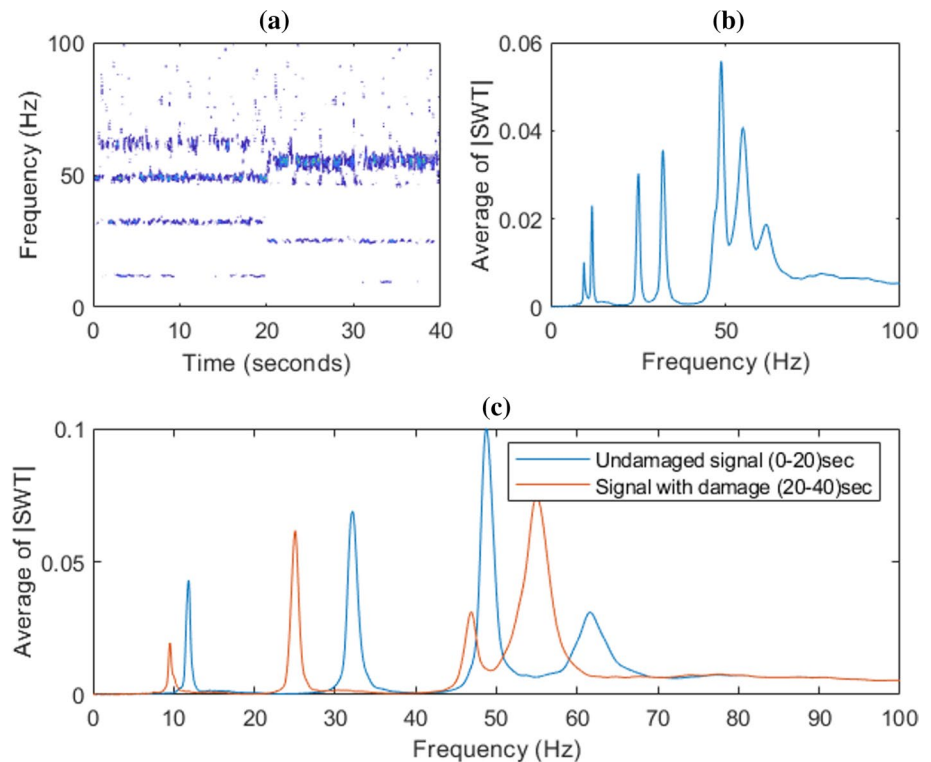 (a)
100
50
0
Frequency (Hz)
0 10 20 30 40
Time (seconds)
(b)
0.06
0.04
0.02
0
Average of |SWT|
0 50 100
Frequency (Hz)
(c)
0.1
0.05
0
Average of |SWT|
Undamaged signal (0-20)sec
Signal with damage (20-40)sec
0 10 20 30 40 50 60 70 80 90 100
Frequency (Hz)